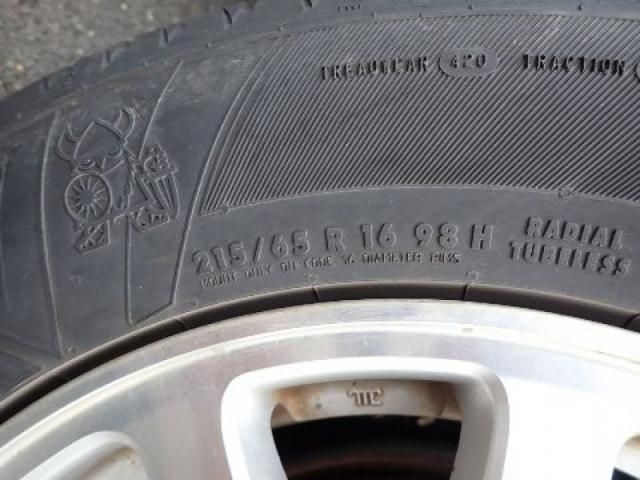 TREADWEAR 420 TRACTION
215/65 R 16 98 H
RADIAL
TUBELESS
MOUNT ONLY ON CODE 16 DIAMETER RIMS